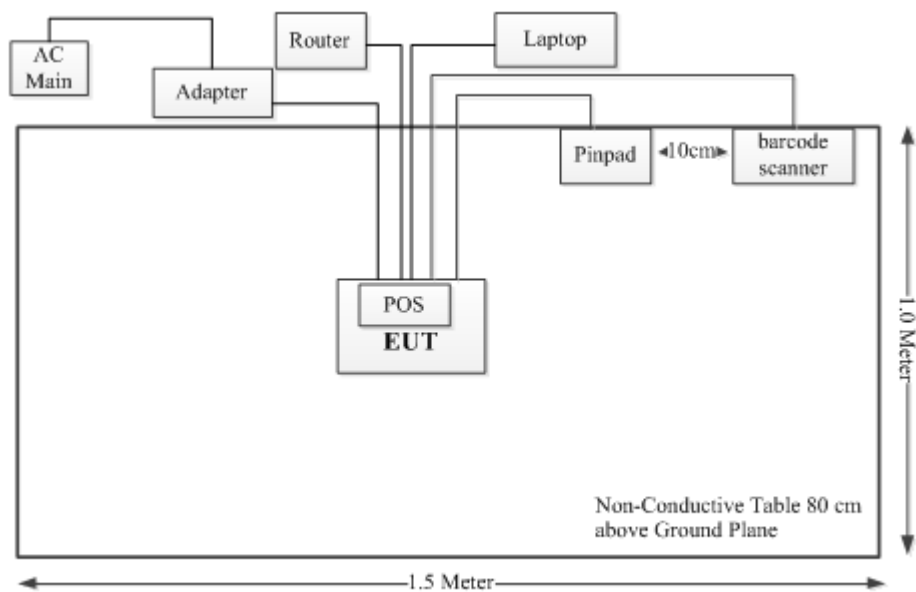 AC
Main
Adapter
Router
Laptop
Pinpad
10cm
barcode
scanner
POS
EUT
1.0 Meter
Non-Conductive Table 80 cm
above Ground Plane
1.5 Meter